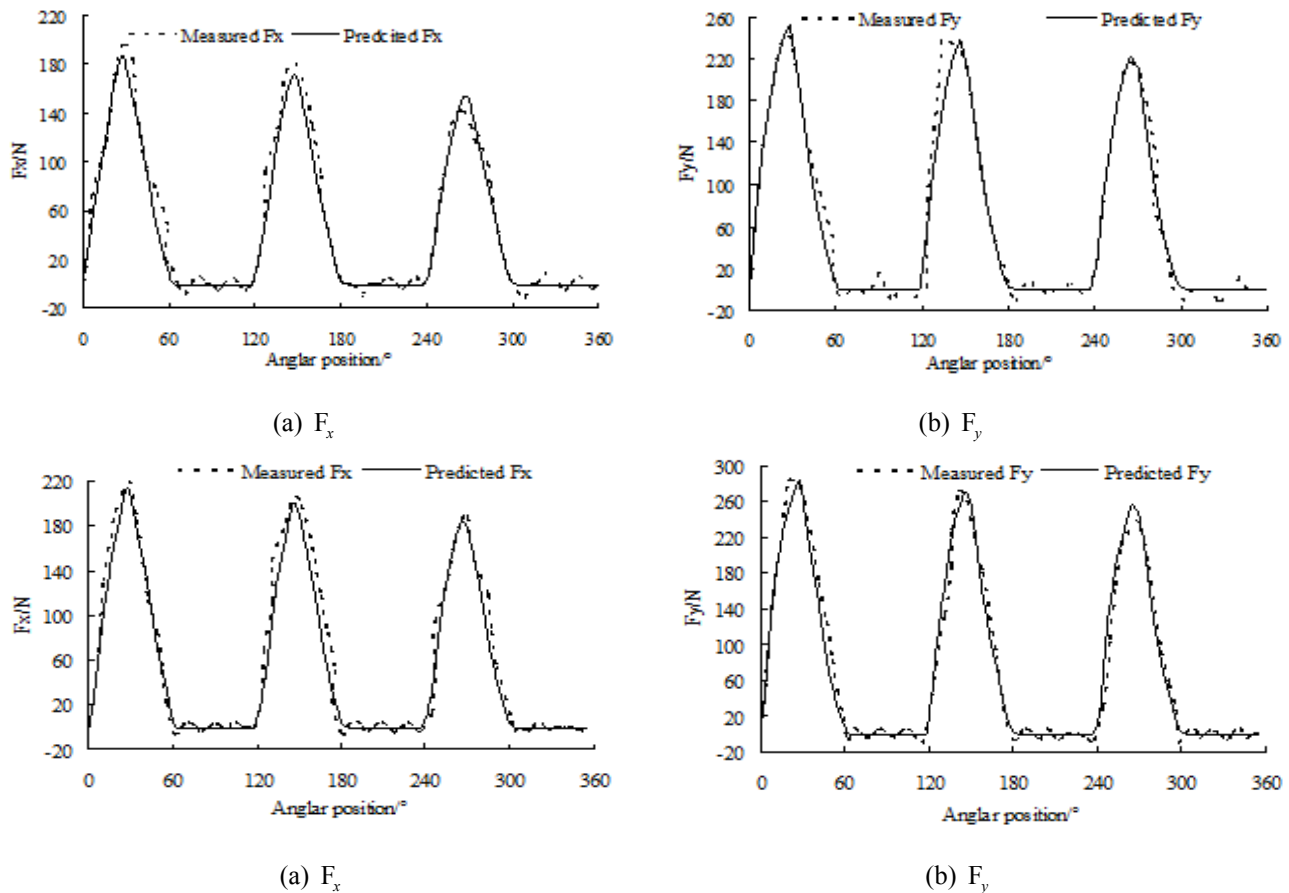 220
180
140
100
60
20
-20
Fx/N
Measured Fx Predcited Fx
0 60 120 180 240 300 360
Anglar position/°
(a) Fx
260
220
180
140
100
60
20
-20
Fy/N
Measured Fy Predicted Fy
0 60 120 180 240 300 360
Anglar position/°
(b) Fy
220
180
140
100
60
20
-20
Fx/N
Measured Fx Predicted Fx
0 60 120 180 240 300 360
Anglar position/°
(a) Fx
300
260
220
180
140
100
60
20
-20
Fy/N
Measured Fy Predicted Fy
0 60 120 180 240 300 360
Anglar position/°
(b) Fy